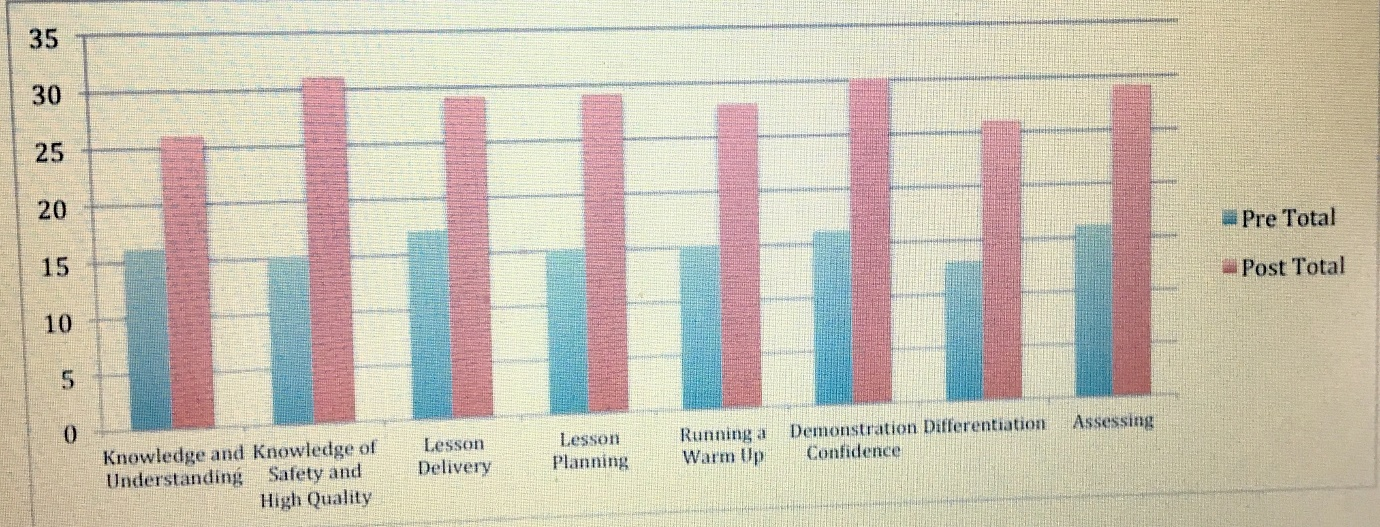 35
30
25
20
15
10
5
0
Knowledge and
Understanding
Knowledge of
Safety and
High Quality
Lesson
Delivery
Lesson
Planning
Running a
Warm Up
Demonstration
Confidence
Differentiation
Assessing
Pre Total
Post Total